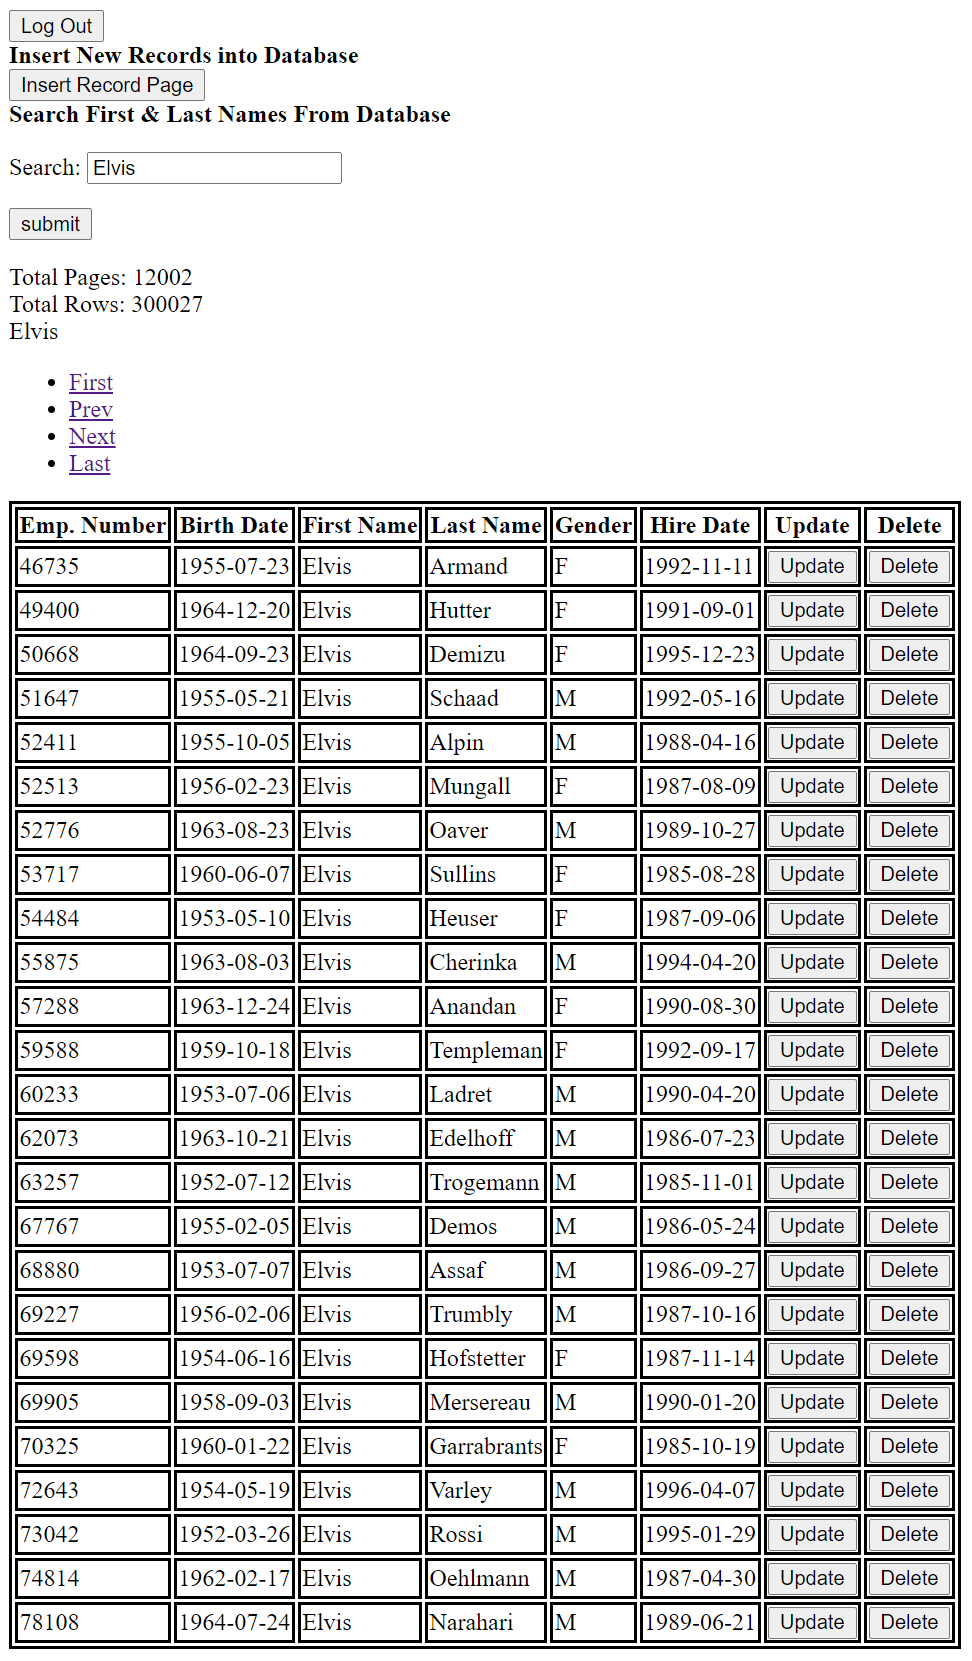 Log Out
Insert New Records into Database
Insert Record Page
Search First & Last Names From Database
Search: Elvis
submit
Total Pages: 12002
Total Rows: 300027
Elvis
First
Prev
Next
Last
Emp. Number Birth Date First Name Last Name Gender Hire Date Update Delete
46735 1955-07-23 Elvis Armand F 1992-11-11 Update Delete
49400 1964-12-20 Elvis Hutter F 1991-09-01 Update Delete
50668 1964-09-23 Elvis Demizu F 1995-12-23 Update Delete
51647 1955-05-21 Elvis Schaad M 1992-05-16 Update Delete
52411 1955-10-05 Elvis Alpin M 1988-04-16 Update Delete
52513 1956-02-23 Elvis Mungall F 1987-08-09 Update Delete
52776 1963-08-23 Elvis Oaver M 1989-10-27 Update Delete
53717 1960-06-07 Elvis Sullins F 1985-08-28 Update Delete
54484 1953-05-10 Elvis Heuser F 1987-09-06 Update Delete
55875 1963-08-03 Elvis Cherinka M 1994-04-20 Update Delete
57288 1963-12-24 Elvis Anandan F 1990-08-30 Update Delete
59588 1959-10-18 Elvis Templeman F 1992-09-17 Update Delete
60233 1953-07-06 Elvis Ladret M 1990-04-20 Update Delete
62073 1963-10-21 Elvis Edelhoff M 1986-07-23 Update Delete
63257 1952-07-12 Elvis Trogemann M 1985-11-01 Update Delete
67767 1955-02-05 Elvis Demos M 1986-05-24 Update Delete
68880 1953-07-07 Elvis Assaf M 1986-09-27 Update Delete
69227 1956-02-06 Elvis Trumbly M 1987-10-16 Update Delete
69598 1954-06-16 Elvis Hofstetter F 1987-11-14 Update Delete
69905 1958-09-03 Elvis Mersereau M 1990-01-20 Update Delete
70325 1960-01-22 Elvis Garrabrants F 1985-10-19 Update Delete
72643 1954-05-19 Elvis Varley M 1996-04-07 Update Delete
73042 1952-03-26 Elvis Rossi M 1995-01-29 Update Delete
74814 1962-02-17 Elvis Oehlmann M 1987-04-30 Update Delete
78108 1964-07-24 Elvis Narahari M 1989-06-21 Update Delete